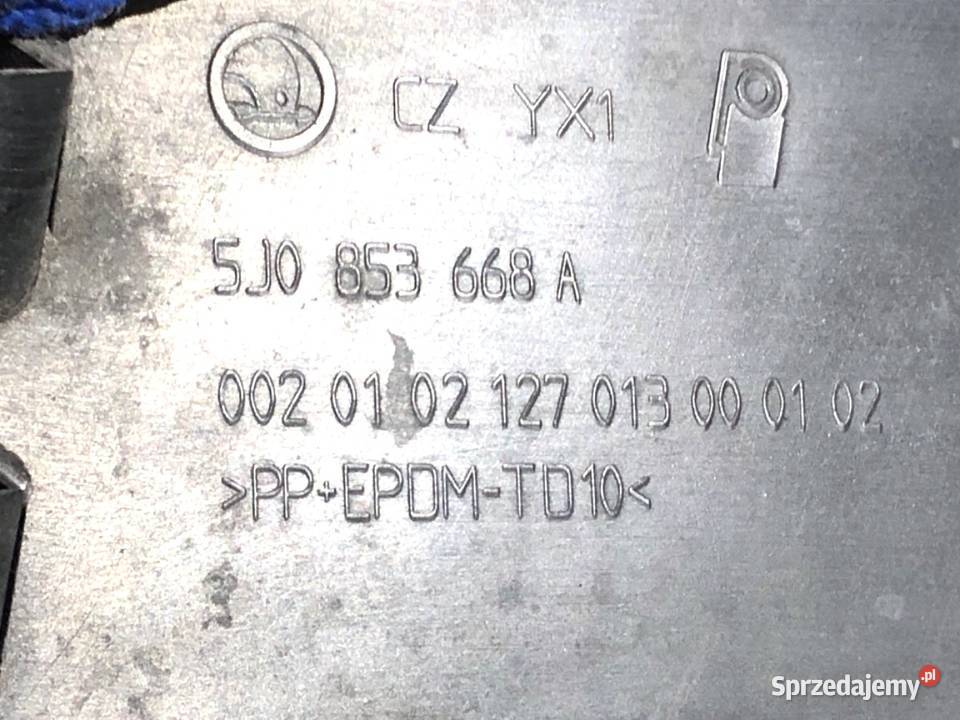 CZ YX1
5J0 853 668 A
002 01 02 127 013 00 01 02
>PP+EPDM-TD10<
Sprzedajemy.pl